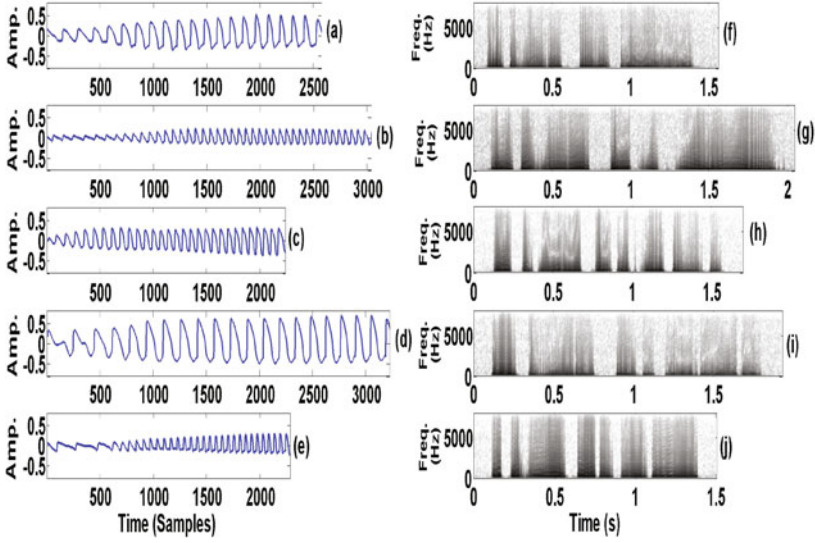 Amp.
0.5
0
-0.5
(a)
500 1000 1500 2000 2500
Amp.
0.5
0
-0.5
(b)
500 1000 1500 2000 2500 3000
Amp.
0.5
0
-0.5
(c)
500 1000 1500 2000
Amp.
0.5
0
-0.5
(d)
500 1000 1500 2000 2500 3000
Amp.
0.5
0
-0.5
(e)
500 1000 1500 2000
Time (Samples)
Freq.
(Hz)
5000
0
(f)
0 0.5 1 1.5
Freq.
(Hz)
5000
0
(g)
0 0.5 1 1.5 2
Freq.
(Hz)
5000
0
(h)
0 0.5 1 1.5
Freq.
(Hz)
5000
0
(i)
0 0.5 1 1.5
Freq.
(Hz)
5000
0
(j)
0 0.5 1 1.5
Time (s)